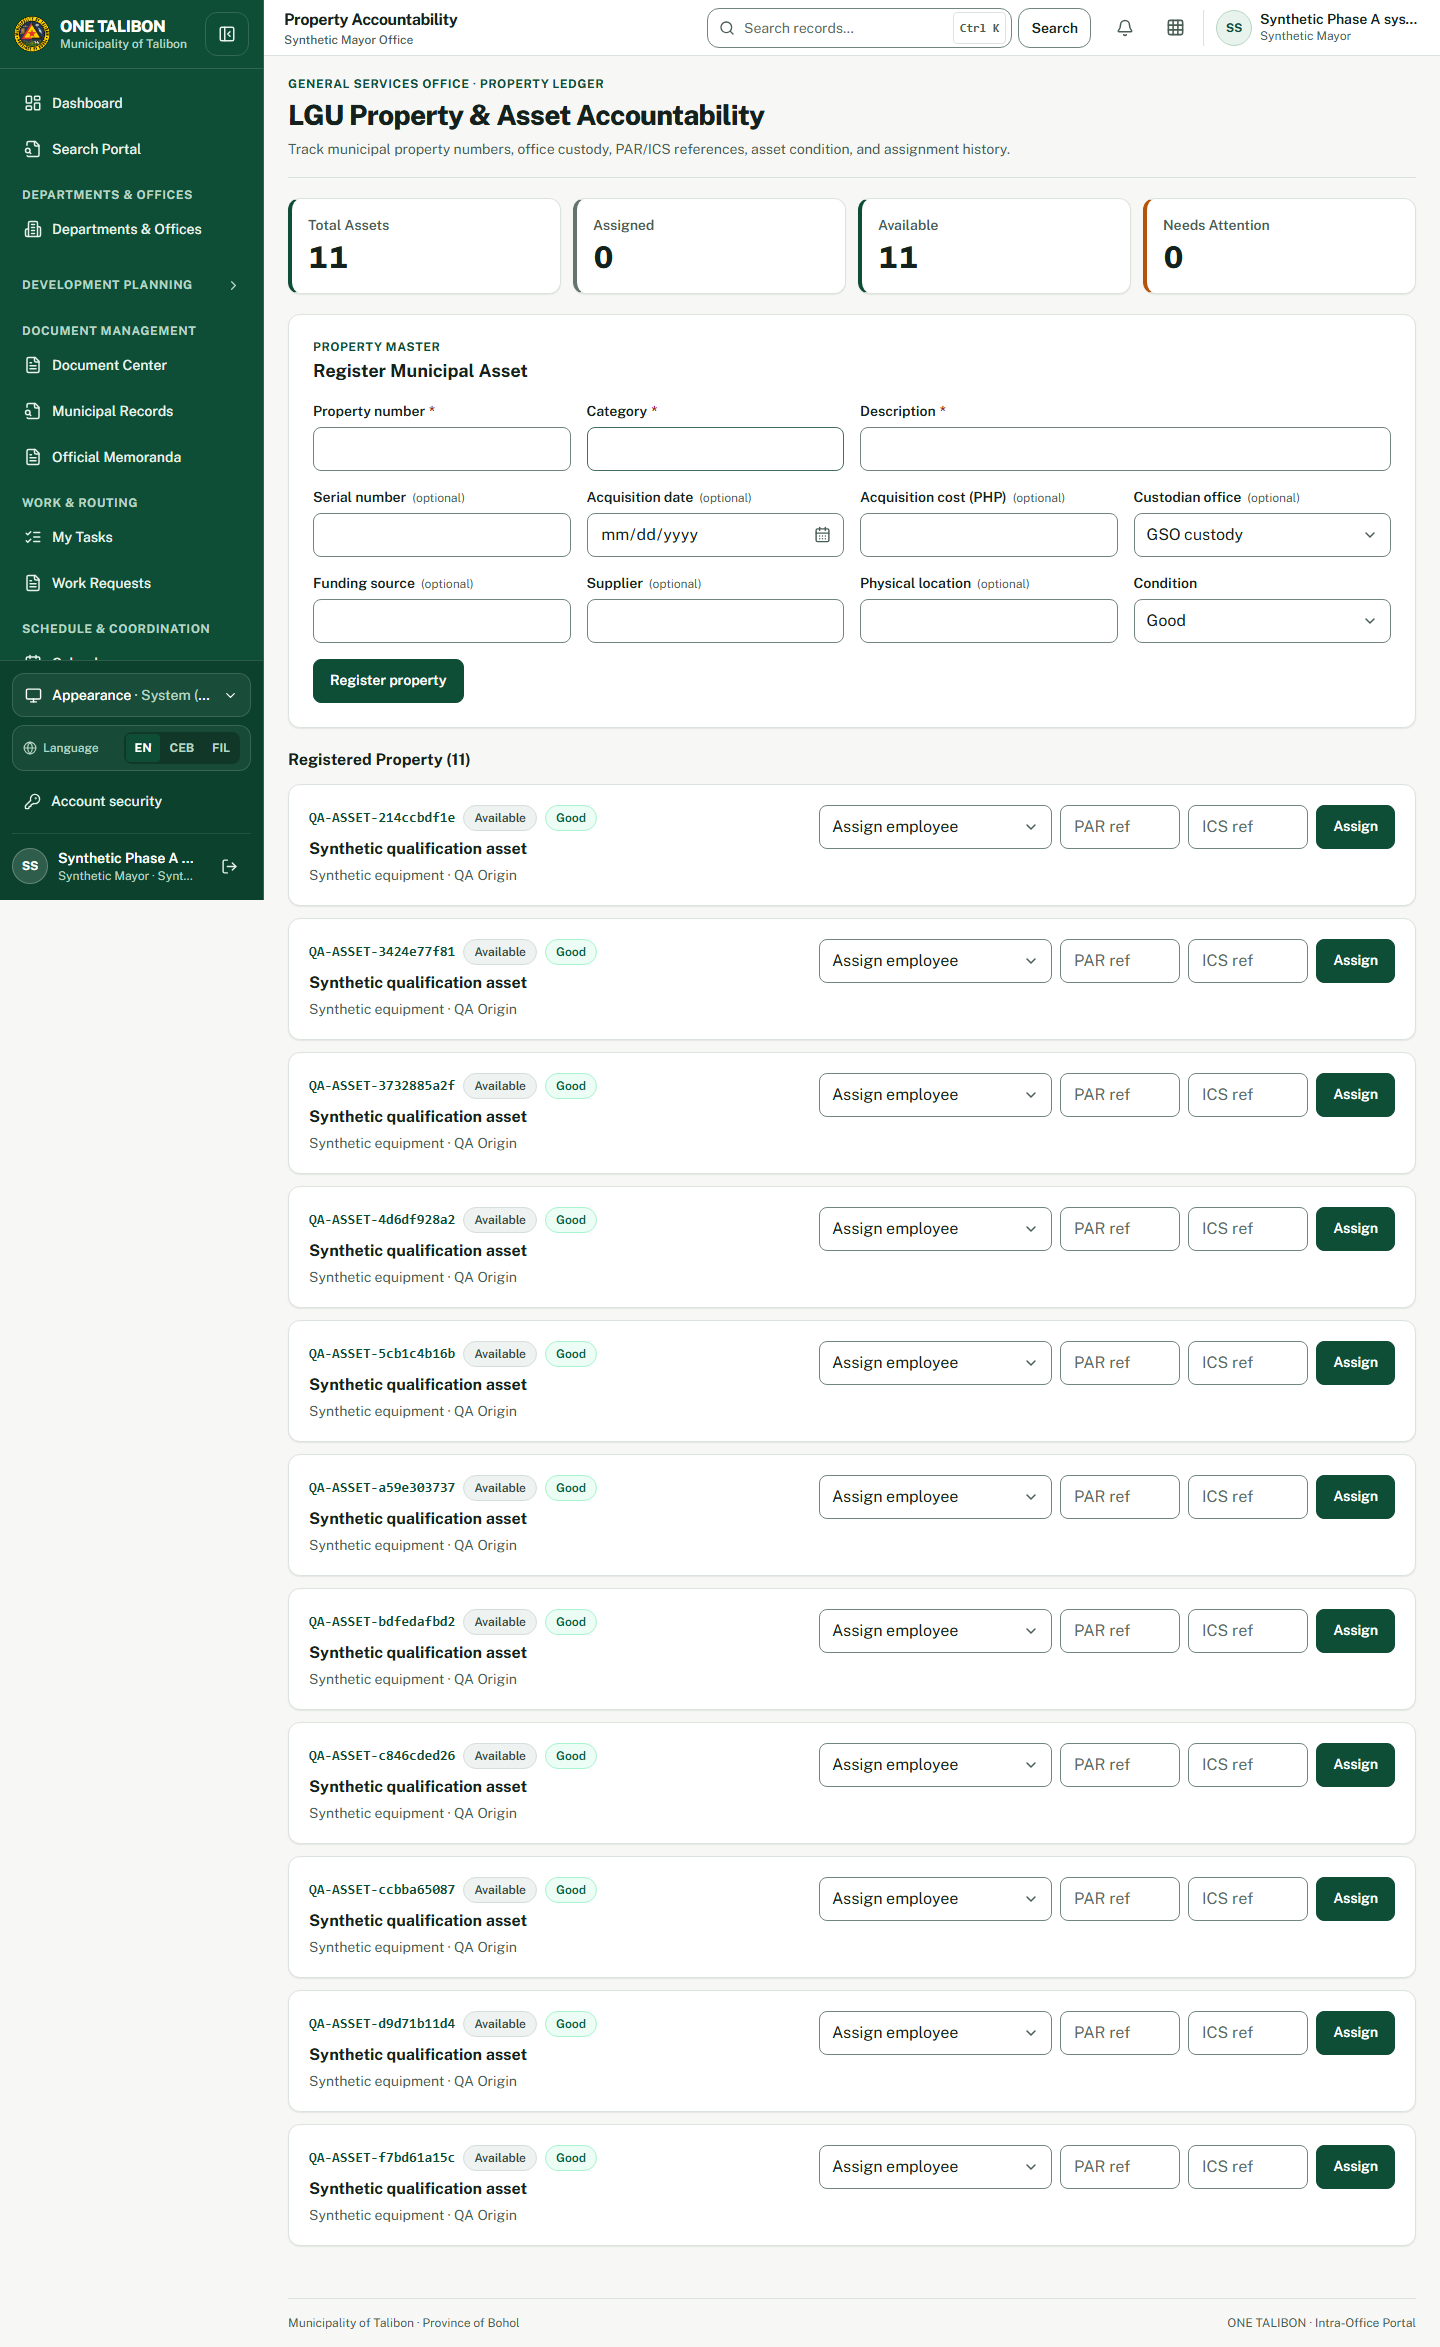 ONE TALIBON
Municipality of Talibon
Dashboard
Search Portal
DEPARTMENTS & OFFICES
Departments & Offices
DEVELOPMENT PLANNING
DOCUMENT MANAGEMENT
Document Center
Municipal Records
Official Memoranda
WORK & ROUTING
My Tasks
Work Requests
SCHEDULE & COORDINATION
Appearance · System (...
Language EN CEB FIL
Account security
SS Synthetic Phase A ...
Synthetic Mayor · Synt...
Property Accountability
Synthetic Mayor Office
Search records... Ctrl K Search
SS Synthetic Phase A sys...
Synthetic Mayor
GENERAL SERVICES OFFICE · PROPERTY LEDGER
LGU Property & Asset Accountability
Track municipal property numbers, office custody, PAR/ICS references, asset condition, and assignment history.
Total Assets
11
Assigned
0
Available
11
Needs Attention
0
PROPERTY MASTER
Register Municipal Asset
Property number * Category * Description *
Serial number (optional) Acquisition date (optional) Acquisition cost (PHP) (optional) Custodian office (optional)
mm/dd/yyyy GSO custody
Funding source (optional) Supplier (optional) Physical location (optional) Condition
Good
Register property
Registered Property (11)
QA-ASSET-214ccbdf1e Available Good Assign employee PAR ref ICS ref Assign
Synthetic qualification asset
Synthetic equipment · QA Origin
QA-ASSET-3424e77f81 Available Good Assign employee PAR ref ICS ref Assign
Synthetic qualification asset
Synthetic equipment · QA Origin
QA-ASSET-3732885a2f Available Good Assign employee PAR ref ICS ref Assign
Synthetic qualification asset
Synthetic equipment · QA Origin
QA-ASSET-4d6df928a2 Available Good Assign employee PAR ref ICS ref Assign
Synthetic qualification asset
Synthetic equipment · QA Origin
QA-ASSET-5cb1c4b16b Available Good Assign employee PAR ref ICS ref Assign
Synthetic qualification asset
Synthetic equipment · QA Origin
QA-ASSET-a59e303737 Available Good Assign employee PAR ref ICS ref Assign
Synthetic qualification asset
Synthetic equipment · QA Origin
QA-ASSET-bdfedafbd2 Available Good Assign employee PAR ref ICS ref Assign
Synthetic qualification asset
Synthetic equipment · QA Origin
QA-ASSET-c846cded26 Available Good Assign employee PAR ref ICS ref Assign
Synthetic qualification asset
Synthetic equipment · QA Origin
QA-ASSET-ccbba65087 Available Good Assign employee PAR ref ICS ref Assign
Synthetic qualification asset
Synthetic equipment · QA Origin
QA-ASSET-d9d71b11d4 Available Good Assign employee PAR ref ICS ref Assign
Synthetic qualification asset
Synthetic equipment · QA Origin
QA-ASSET-f7bd61a15c Available Good Assign employee PAR ref ICS ref Assign
Synthetic qualification asset
Synthetic equipment · QA Origin
Municipality of Talibon · Province of Bohol
ONE TALIBON · Intra-Office Portal